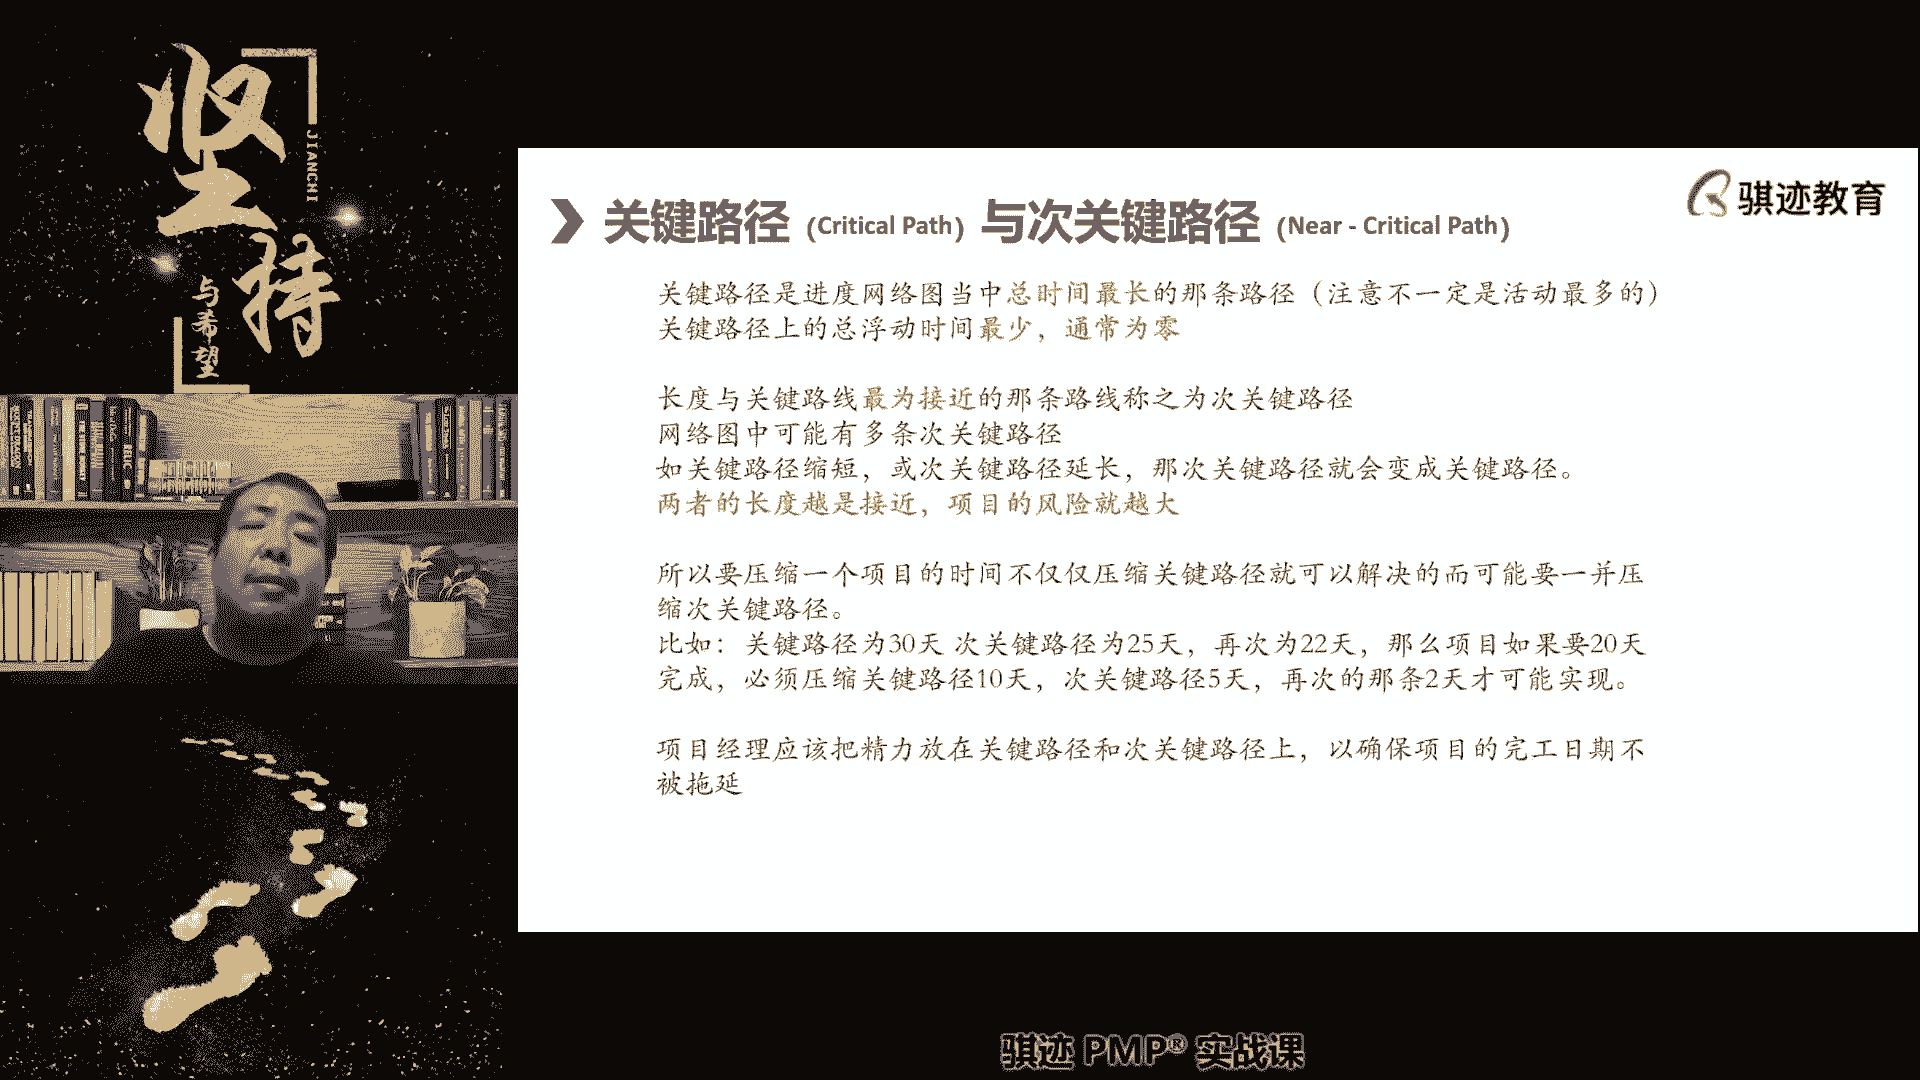 坚持
JIANCHI
与希望
骐迹教育
关键路径 (Critical Path) 与次关键路径 (Near - Critical Path)
关键路径是进度网络图当中总时间最长的那条路径（注意不一定是活动最多的）
关键路径上的总浮动时间最少，通常为零
长度与关键路线最为接近的那条路线称之为次关键路径
网络图中可能有多条次关键路径
如关键路径缩短，或次关键路径延长，那次关键路径就会变成关键路径。
两者的长度越是接近，项目的风险就越大
所以要压缩一个项目的时间不仅仅压缩关键路径就可以解决的而可能要一并压
缩次关键路径。
比如：关键路径为30天 次关键路径为25天，再次为22天，那么项目如果要20天
完成，必须压缩关键路径10天，次关键路径5天，再次的那条2天才可能实现。
项目经理应该把精力放在关键路径和次关键路径上，以确保项目的完工日期不
被拖延
骐迹 PMP® 实战课